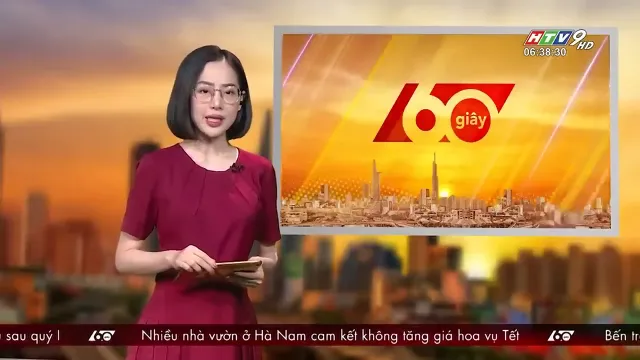 HTV9 HD
06:38:30
60 giây
sau quý I 60 Nhiều nhà vườn ở Hà Nam cam kết không tăng giá hoa vụ Tết 60 Bến